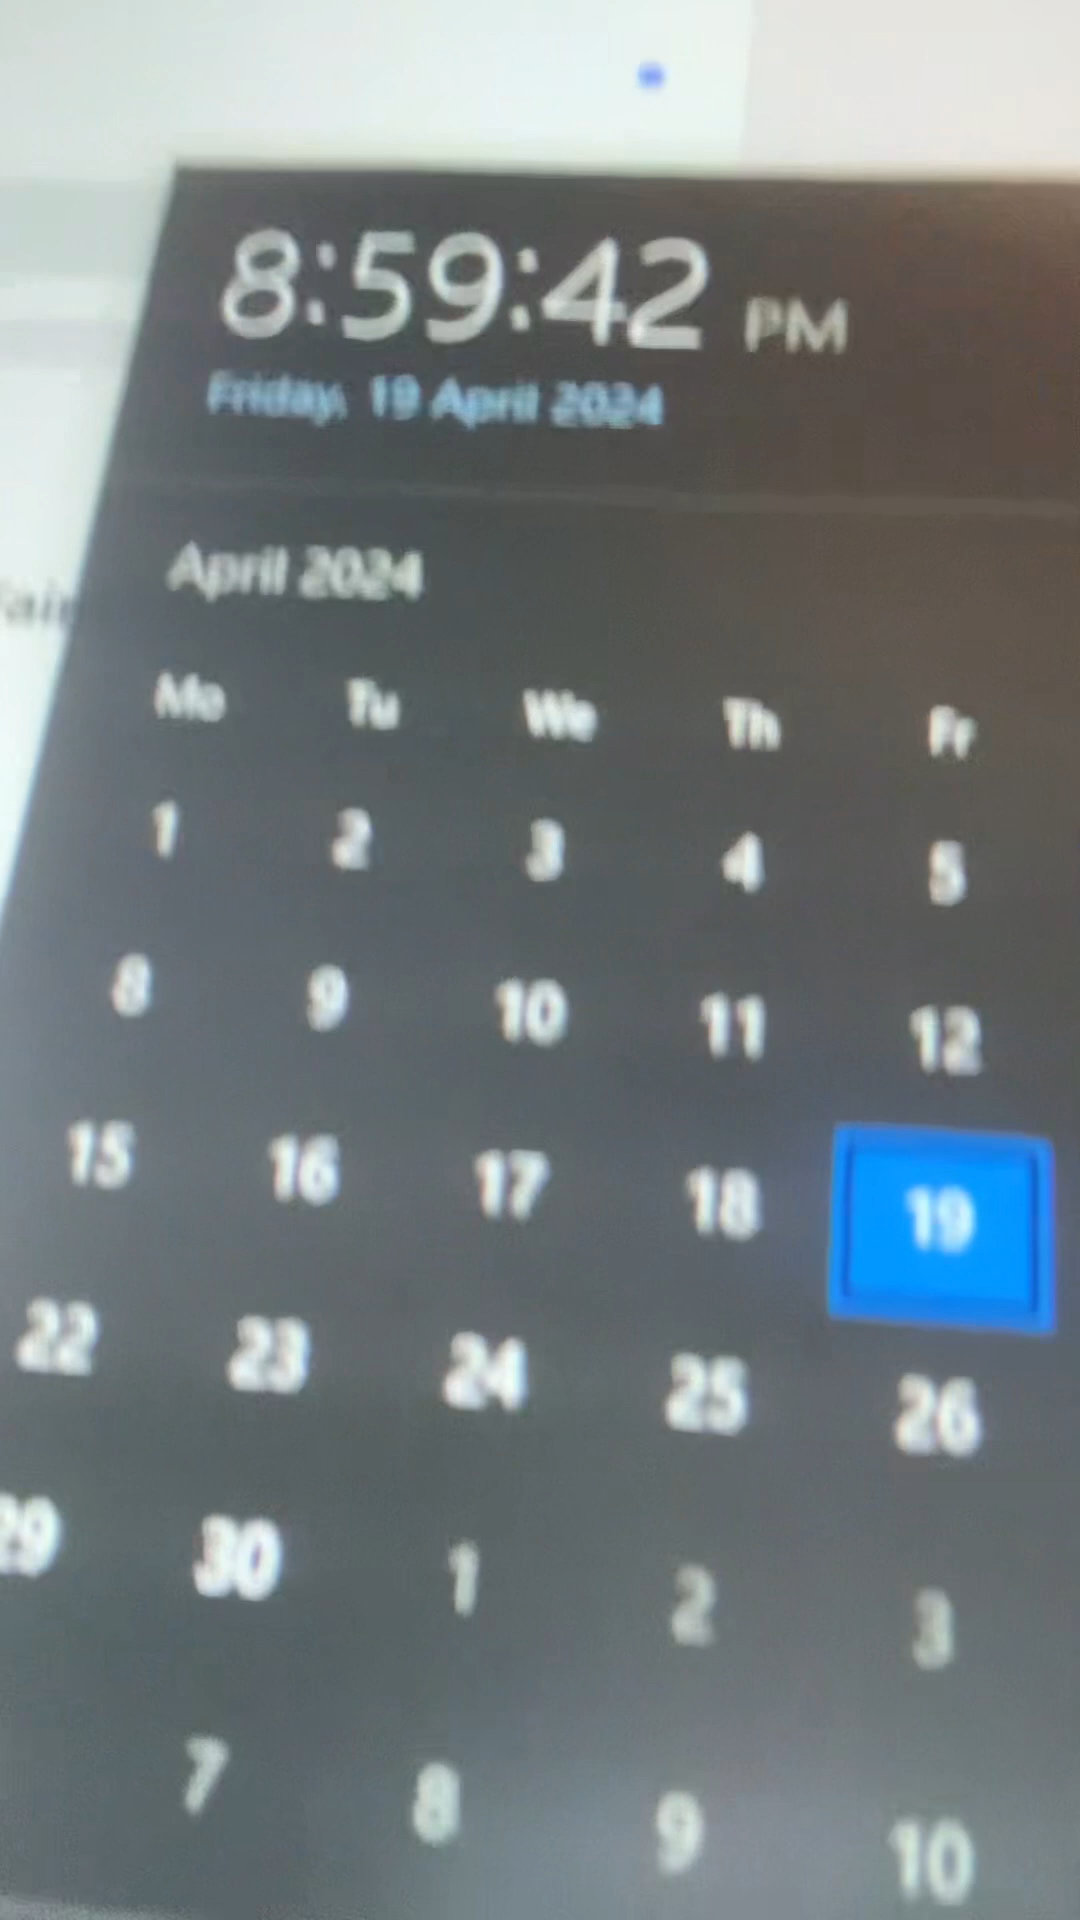 8:59:42 PM
Friday, 19 April 2024
April 2024
Mo Tu We Th Fr
1 2 3 4 5
8 9 10 11 12
15 16 17 18 19
22 23 24 25 26
29 30 1 2 3
7 8 9 10